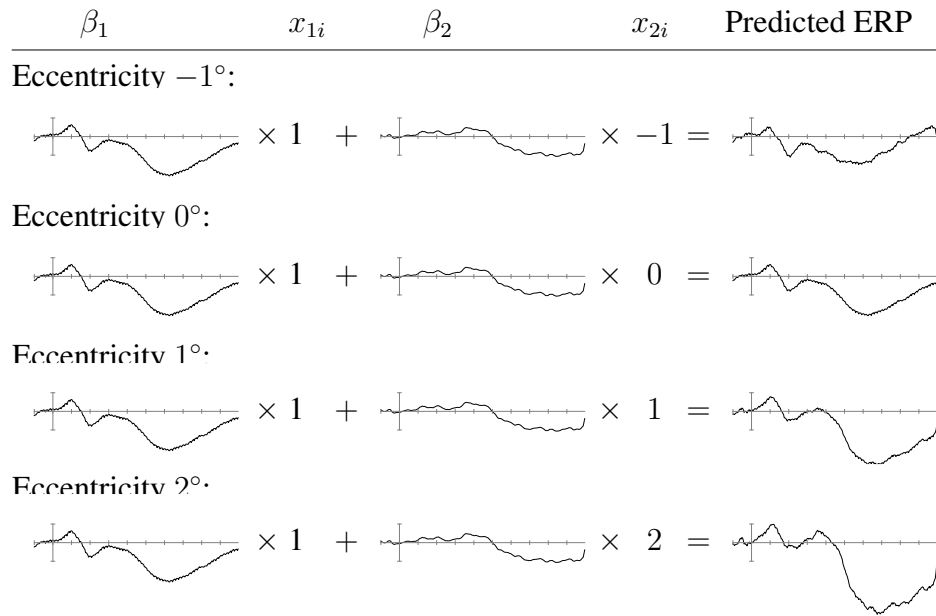 β₁ x₁ᵢ β₂ x₂ᵢ Predicted ERP
Eccentricity −1°:
× 1 + × −1 =
Eccentricity 0°:
× 1 + × 0 =
Eccentricity 1°:
× 1 + × 1 =
Eccentricity 2°:
× 1 + × 2 =